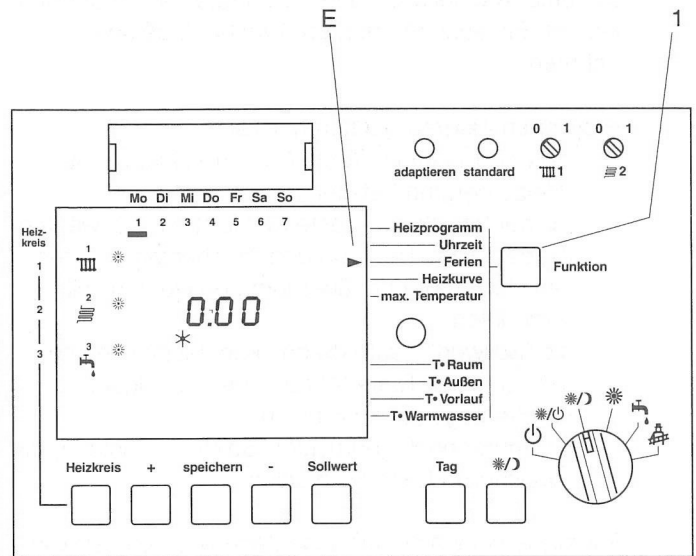 E 1
0 1 0 1
adaptieren standard 1 2
Mo Di Mi Do Fr Sa So
1 2 3 4 5 6 7
Heiz-
kreis
1
2
3
1
2
3
0.00
Heizprogramm
Uhrzeit
Ferien
Heizkurve
max. Temperatur
Funktion
T• Raum
T• Außen
T• Vorlauf
T• Warmwasser
Heizkreis + speichern - Sollwert Tag